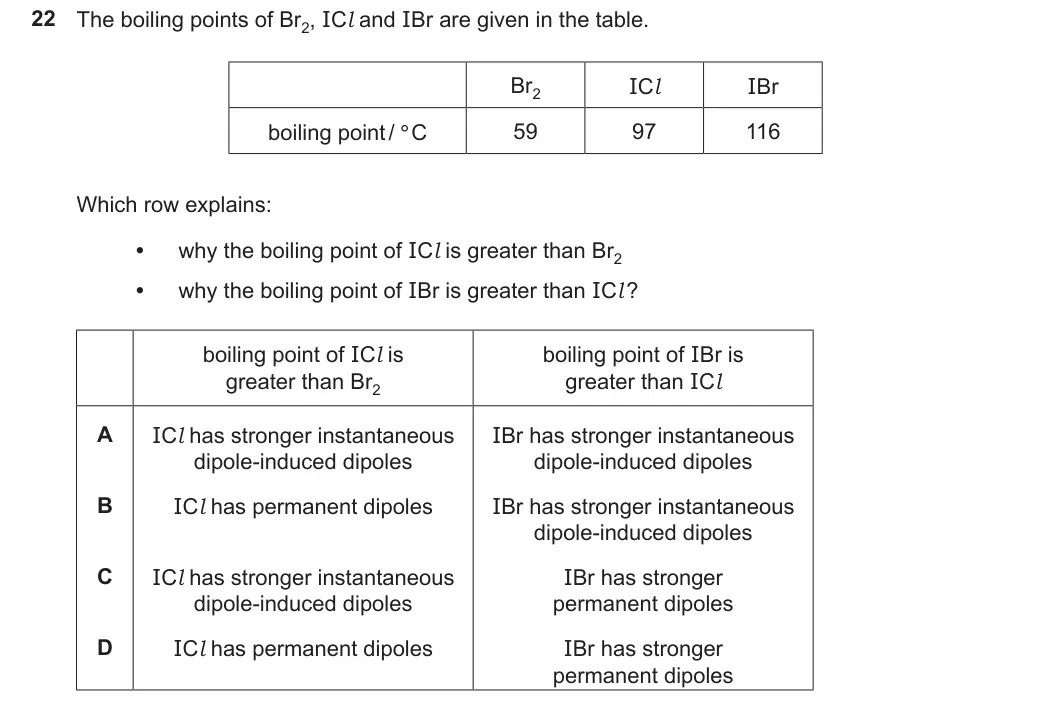 22 The boiling points of Br2, ICl and IBr are given in the table.
Br2 ICl IBr
boiling point / °C 59 97 116
Which row explains:
• why the boiling point of ICl is greater than Br2
• why the boiling point of IBr is greater than ICl?
boiling point of ICl is greater than Br2
boiling point of IBr is greater than ICl
A ICl has stronger instantaneous dipole-induced dipoles
IBr has stronger instantaneous dipole-induced dipoles
B ICl has permanent dipoles
IBr has stronger instantaneous dipole-induced dipoles
C ICl has stronger instantaneous dipole-induced dipoles
IBr has stronger permanent dipoles
D ICl has permanent dipoles
IBr has stronger permanent dipoles